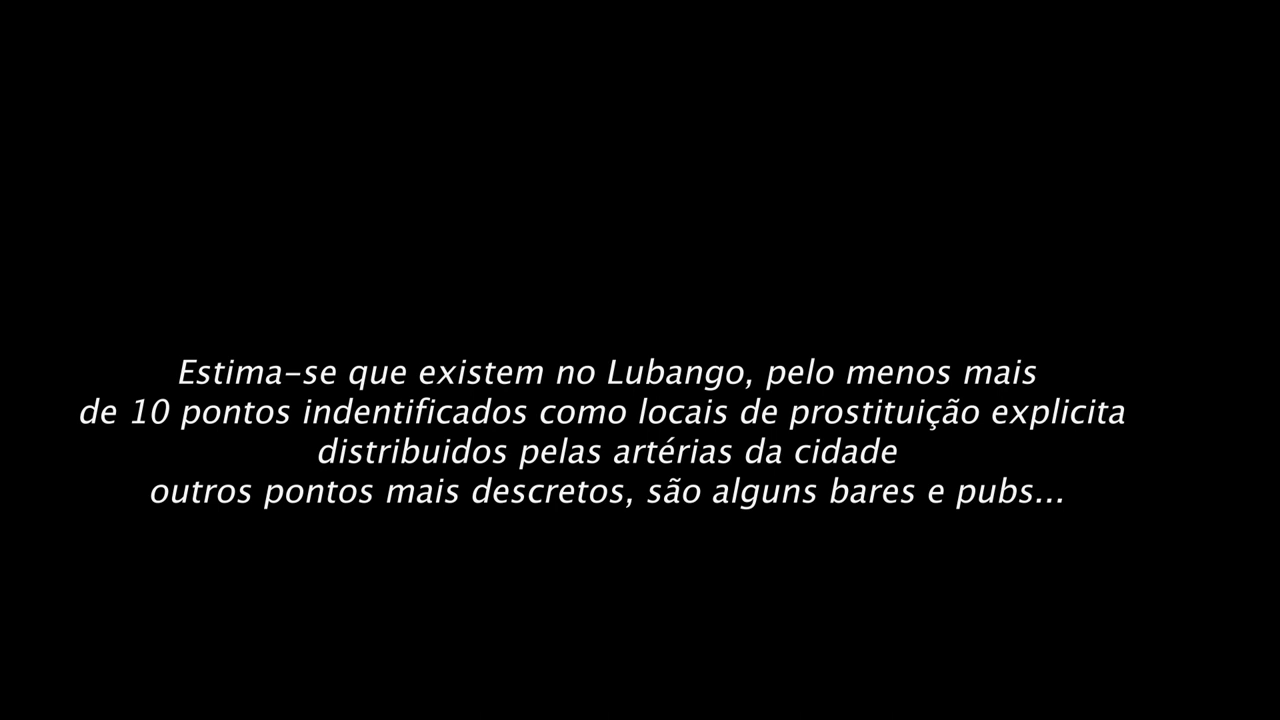 Estima-se que existem no Lubango, pelo menos mais
de 10 pontos indentificados como locais de prostituição explicita
distribuidos pelas artérias da cidade
outros pontos mais descretos, são alguns bares e pubs...